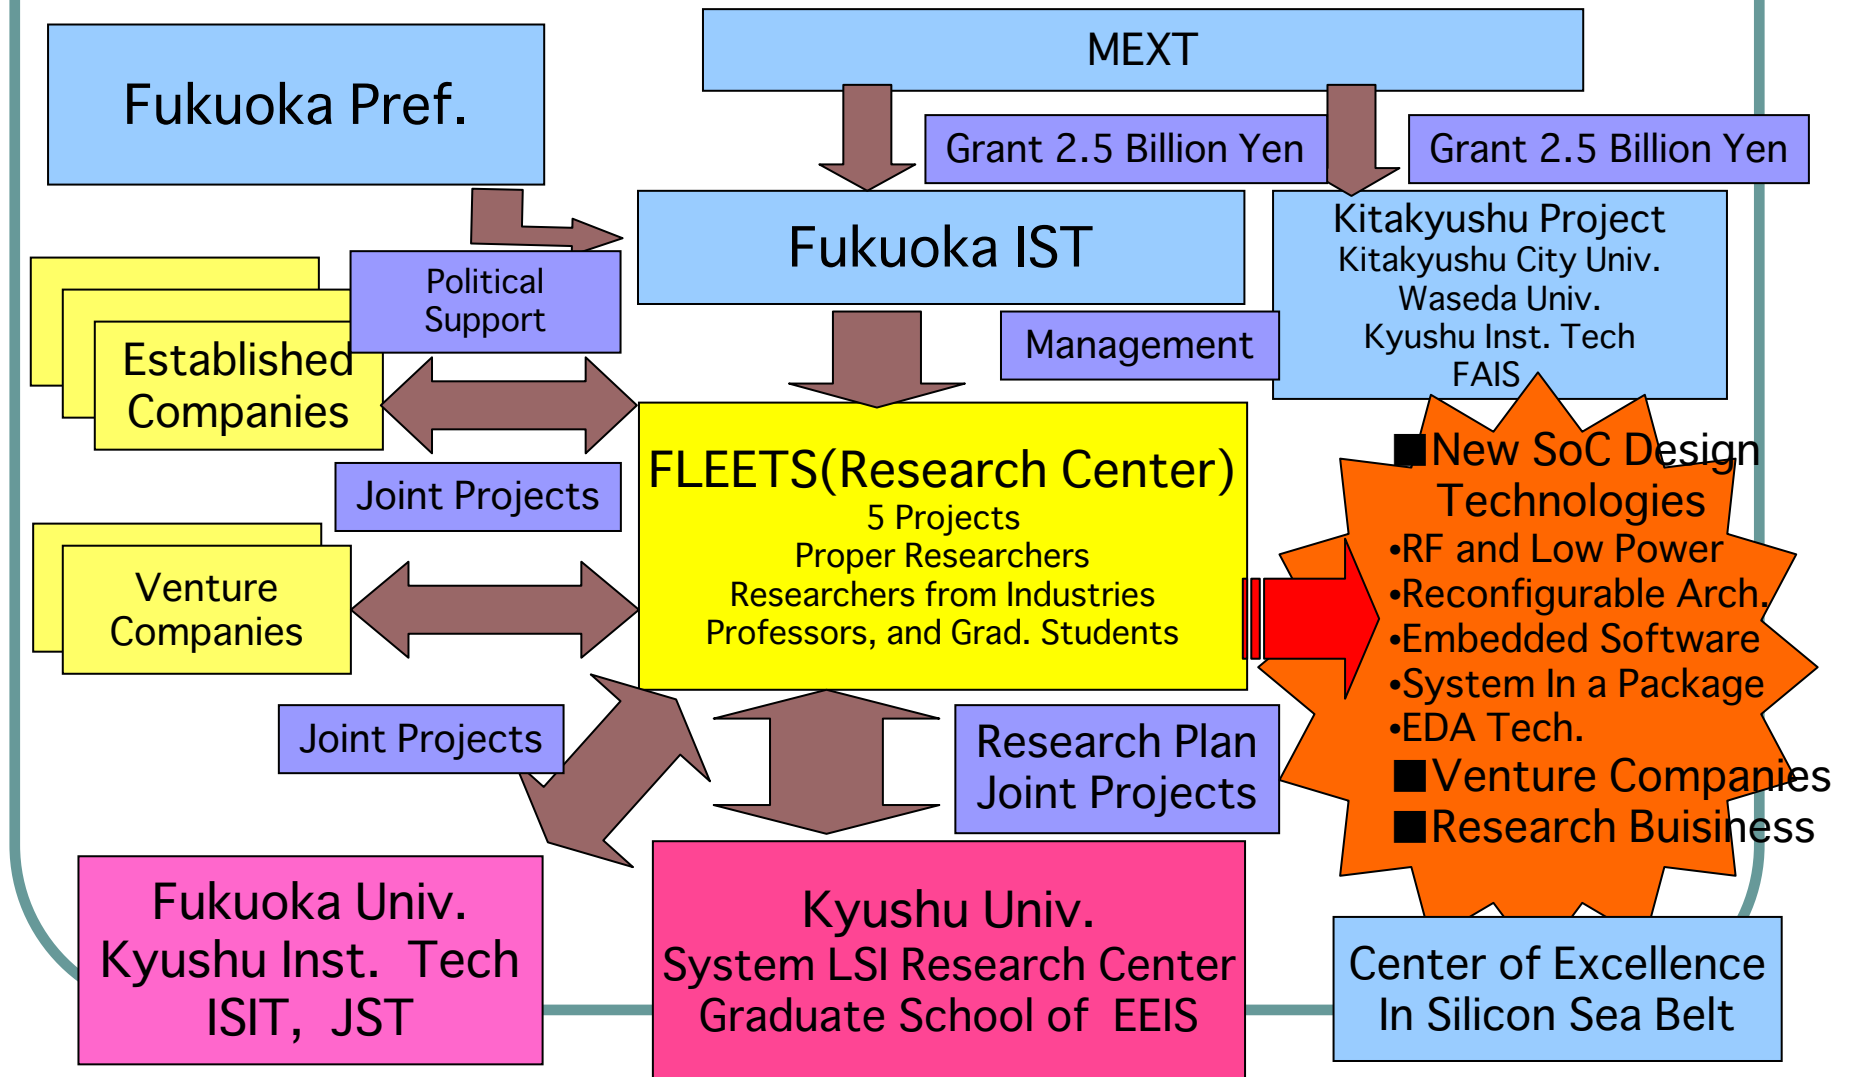 MEXT
Fukuoka Pref.
Grant 2.5 Billion Yen
Grant 2.5 Billion Yen
Fukuoka IST
Kitakyushu Project
Kitakyushu City Univ.
Waseda Univ.
Kyushu Inst. Tech
FAIS
Political
Support
Management
Established
Companies
Joint Projects
FLEETS(Research Center)
5 Projects
Proper Researchers
Researchers from Industries
Professors, and Grad. Students
Venture
Companies
■New SoC Design
Technologies
•RF and Low Power
•Reconfigurable Arch.
•Embedded Software
•System In a Package
•EDA Tech.
■Venture Companies
■Research Buisiness
Joint Projects
Research Plan
Joint Projects
Fukuoka Univ.
Kyushu Inst. Tech
ISIT, JST
Kyushu Univ.
System LSI Research Center
Graduate School of EEIS
Center of Excellence
In Silicon Sea Belt